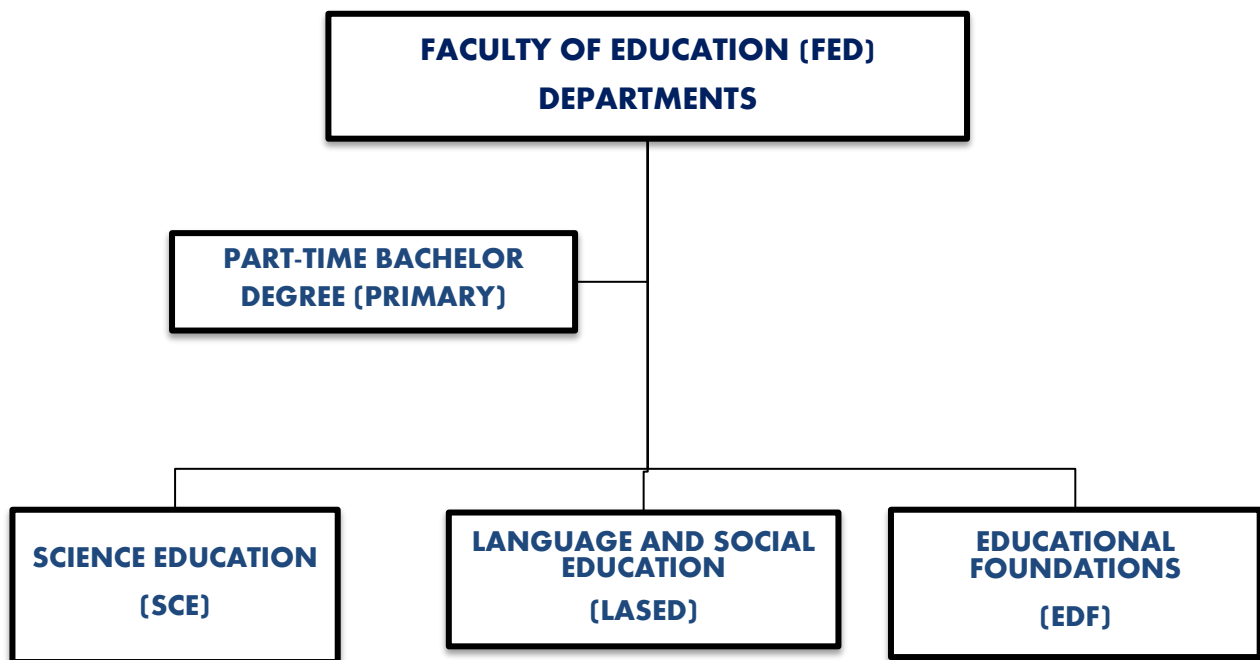 FACULTY OF EDUCATION (FED)
DEPARTMENTS
PART-TIME BACHELOR
DEGREE (PRIMARY)
SCIENCE EDUCATION
(SCE)
LANGUAGE AND SOCIAL
EDUCATION
(LASED)
EDUCATIONAL
FOUNDATIONS
(EDF)